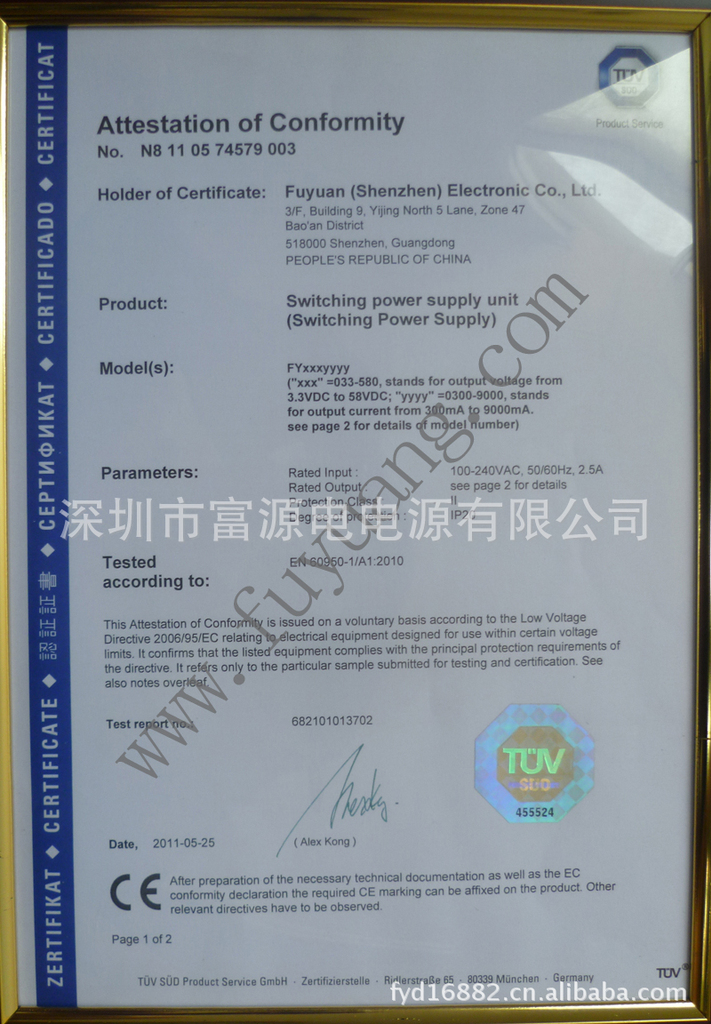 ZERTIFIKAT ◆ CERTIFICATE ◆ 認証証書 ◆ СЕРТИФИКАТ ◆ CERTIFICADO ◆ CERTIFICAT
TÜV
SÜD
Product Service
Attestation of Conformity
No. N8 11 05 74579 003
Holder of Certificate: Fuyuan (Shenzhen) Electronic Co., Ltd.
3/F, Building 9, Yijing North 5 Lane, Zone 47
Bao'an District
518000 Shenzhen, Guangdong
PEOPLE'S REPUBLIC OF CHINA
Product: Switching power supply unit
(Switching Power Supply)
Model(s): FYxxxyyyy
("xxx" =033-580, stands for output voltage from
3.3VDC to 58VDC; "yyyy" =0300-9000, stands
for output current from 300mA to 9000mA.
see page 2 for details of model number)
Parameters: Rated Input : 100-240VAC, 50/60Hz, 2.5A
Rated Output : see page 2 for details
Protection Class : II
Degree of protection :
深圳市富源电电源有限公司
Tested
according to: EN 60950-1/A1:2010
This Attestation of Conformity is issued on a voluntary basis according to the Low Voltage
Directive 2006/95/EC relating to electrical equipment designed for use within certain voltage
limits. It confirms that the listed equipment complies with the principal protection requirements of
the directive. It refers only to the particular sample submitted for testing and certification. See
also notes overleaf.
Test report no.: 682101013702
TÜV
SÜD
455524
Date, 2011-05-25
( Alex Kong )
CE After preparation of the necessary technical documentation as well as the EC
conformity declaration the required CE marking can be affixed on the product. Other
relevant directives have to be observed.
Page 1 of 2
TÜV SÜD Product Service GmbH · Zertifizierstelle · Ridlerstraße 65 · 80339 München · Germany
TÜV®
fyd16882.cn.alibaba.com